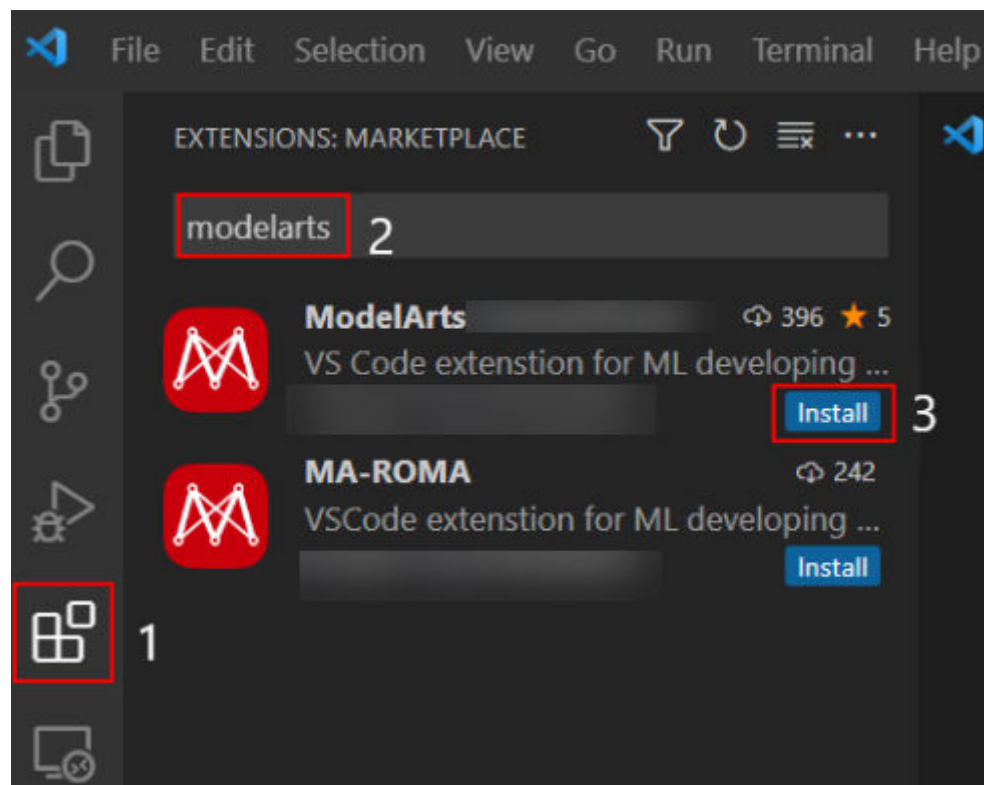 File Edit Selection View Go Run Terminal Help
EXTENSIONS: MARKETPLACE
modelarts 2
ModelArts 396 ★ 5
VS Code extenstion for ML developing ...
Install 3
MA-ROMA 242
VSCode extenstion for ML developing ...
Install
1